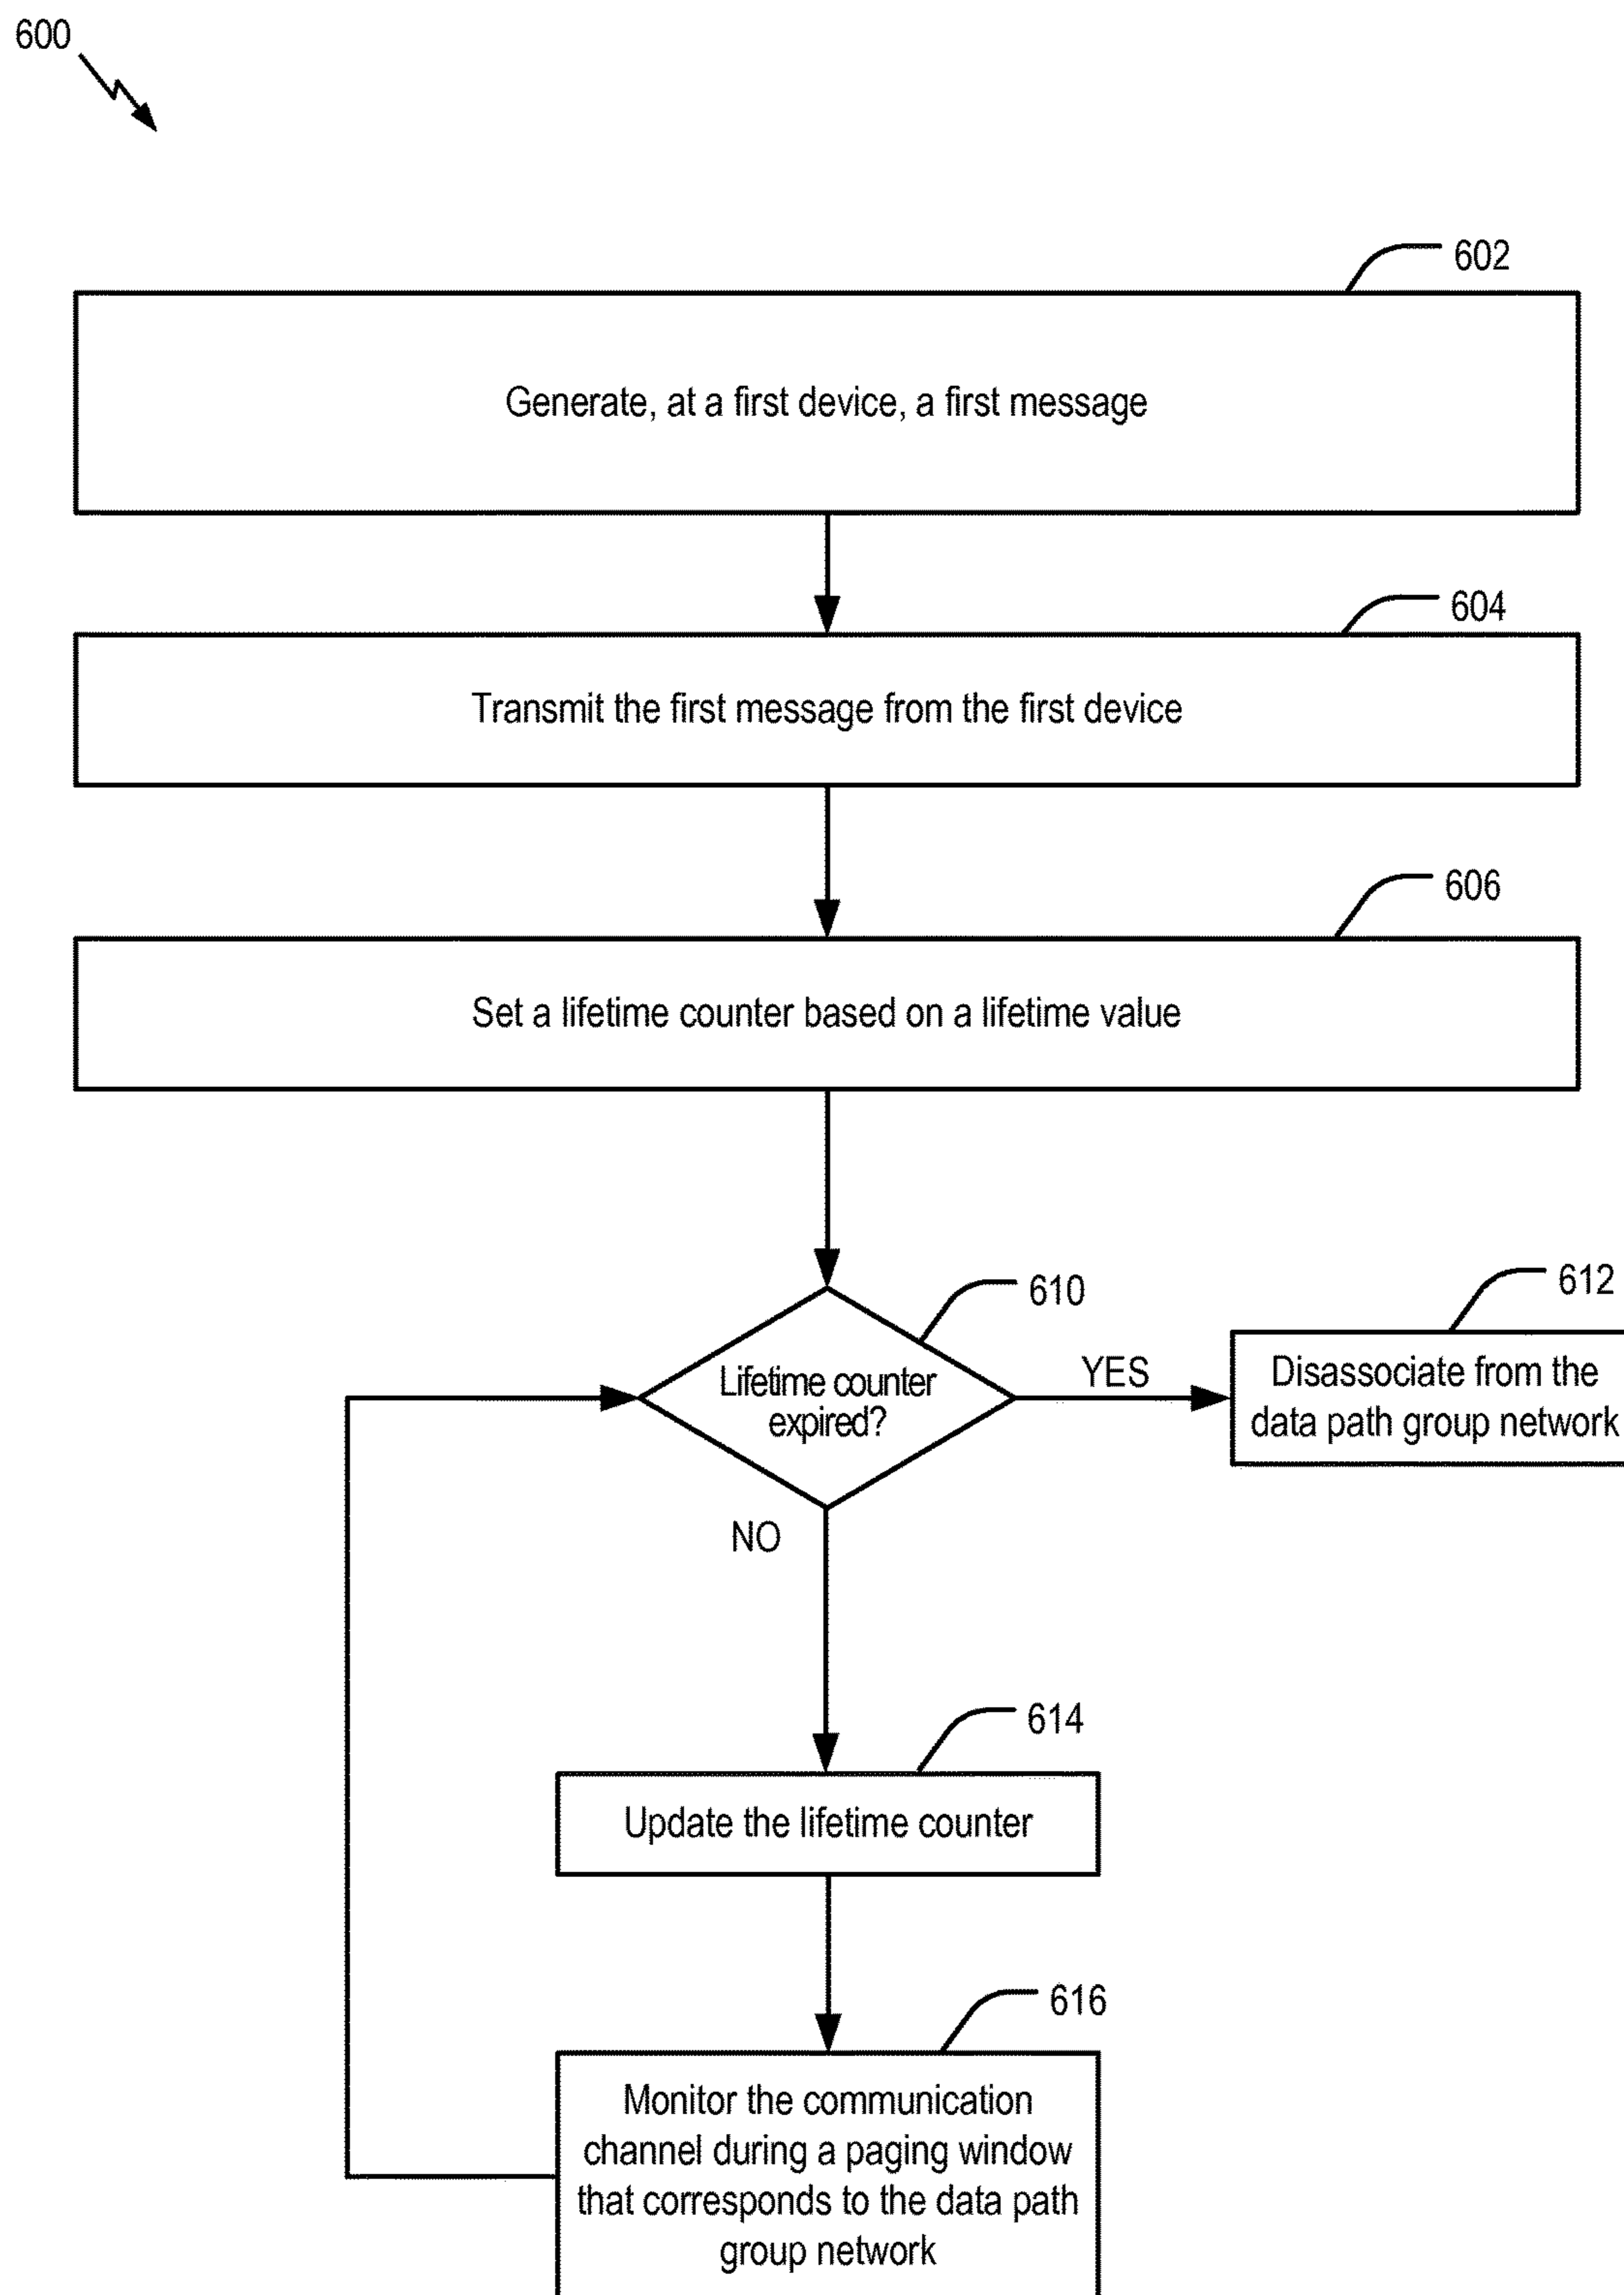 600
602
Generate, at a first device, a first message
604
Transmit the first message from the first device
606
Set a lifetime counter based on a lifetime value
610
Lifetime counter
expired?
YES
612
Disassociate from the
data path group network
NO
614
Update the lifetime counter
616
Monitor the communication
channel during a paging window
that corresponds to the data path
group network